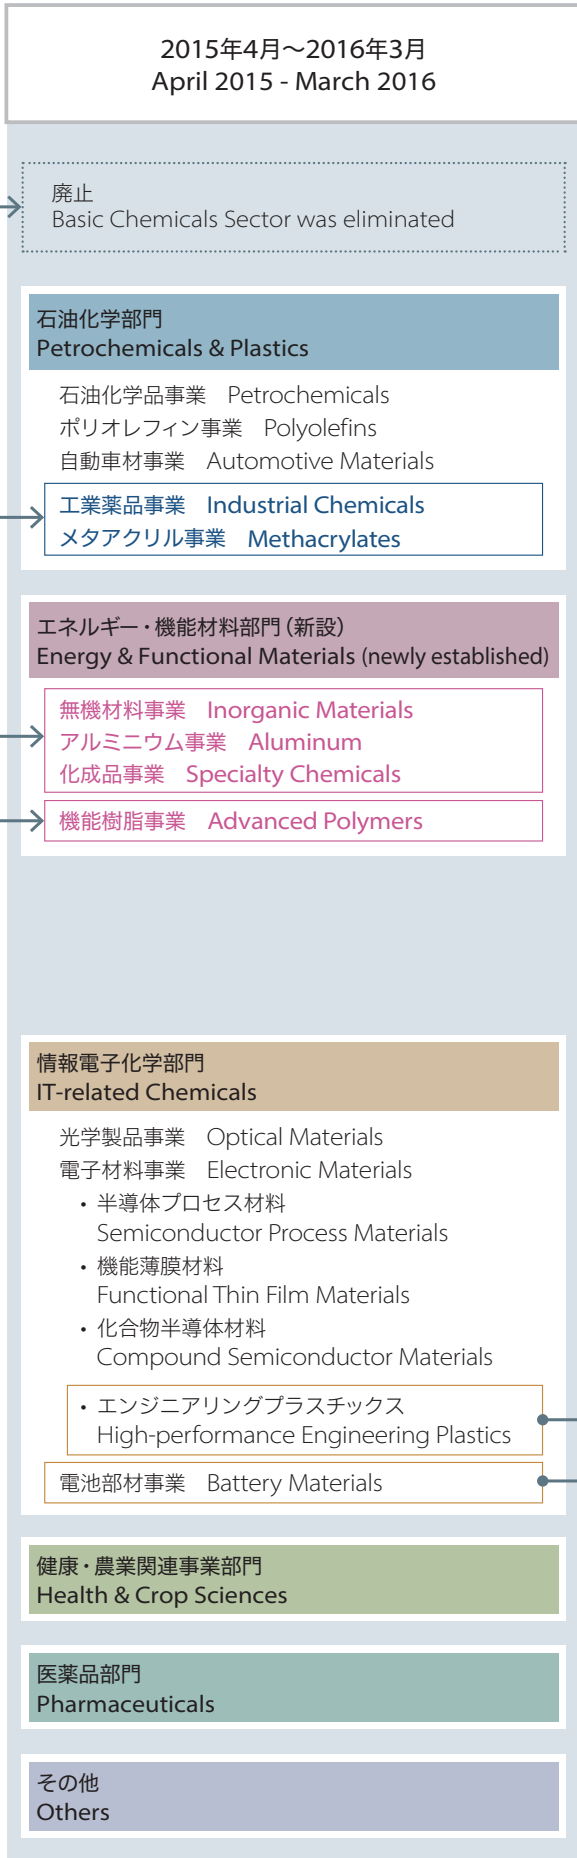 2015年4月～2016年3月
April 2015 - March 2016
廃止
Basic Chemicals Sector was eliminated
石油化学部門
Petrochemicals & Plastics
石油化学品事業　Petrochemicals
ポリオレフィン事業　Polyolefins
自動車材事業　Automotive Materials
工業薬品事業　Industrial Chemicals
メタアクリル事業　Methacrylates
エネルギー・機能材料部門（新設）
Energy & Functional Materials (newly established)
無機材料事業　Inorganic Materials
アルミニウム事業　Aluminum
化成品事業　Specialty Chemicals
機能樹脂事業　Advanced Polymers
情報電子化学部門
IT-related Chemicals
光学製品事業　Optical Materials
電子材料事業　Electronic Materials
・半導体プロセス材料
Semiconductor Process Materials
・機能薄膜材料
Functional Thin Film Materials
・化合物半導体材料
Compound Semiconductor Materials
・エンジニアリングプラスチックス
High-performance Engineering Plastics
電池部材事業　Battery Materials
健康・農業関連事業部門
Health & Crop Sciences
医薬品部門
Pharmaceuticals
その他
Others